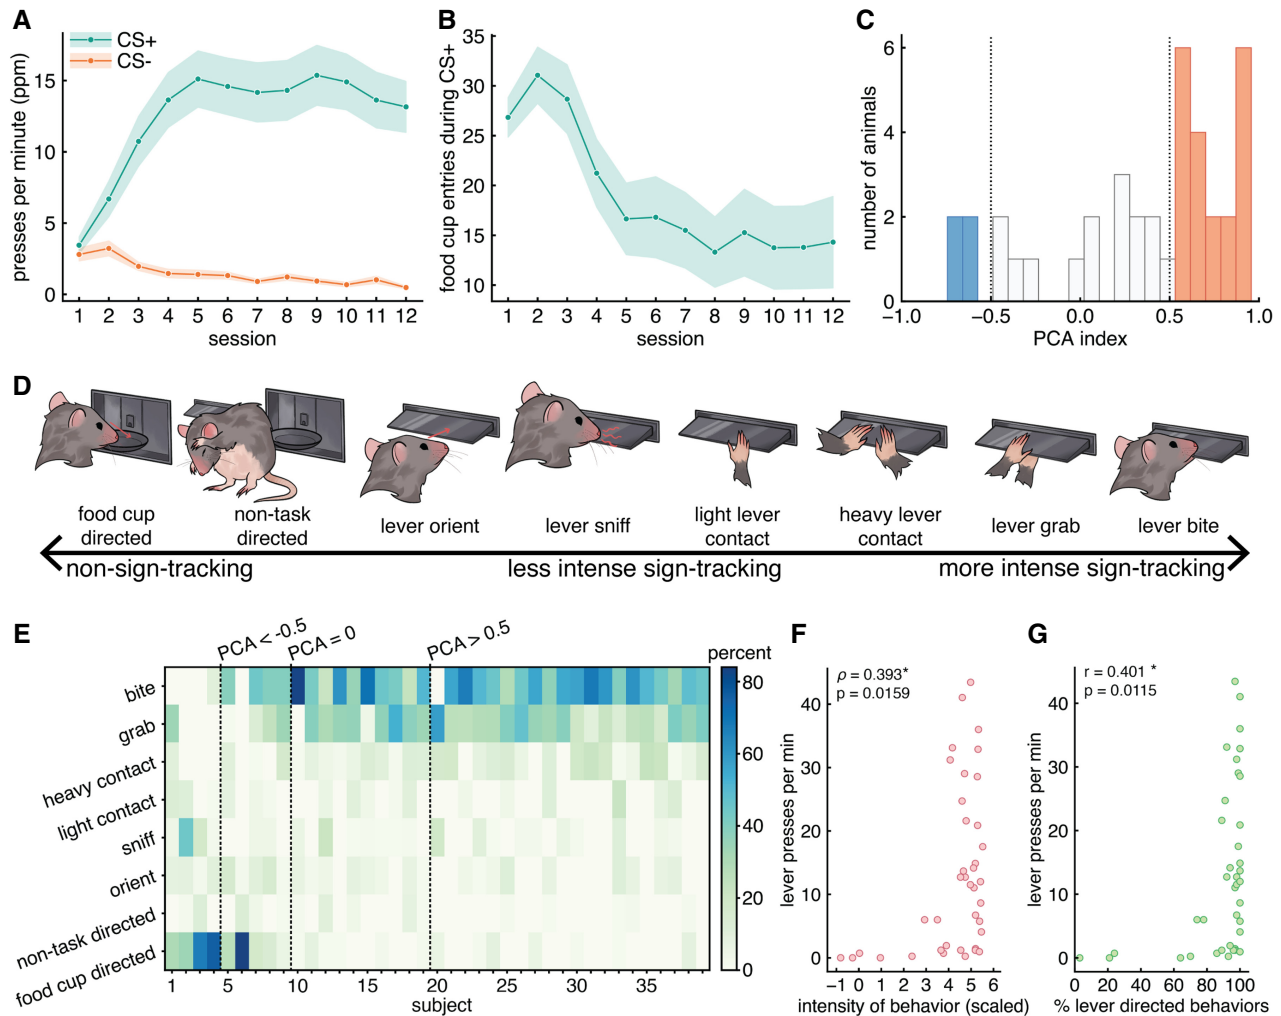 A
CS+
CS-
presses per minute (ppm)
15
10
5
0
1 2 3 4 5 6 7 8 9 10 11 12
session
B
food cup entries during CS+
35
30
25
20
15
10
1 2 3 4 5 6 7 8 9 10 11 12
session
C
number of animals
6
4
2
0
−1.0 −0.5 0.0 0.5 1.0
PCA index
D
food cup directed
non-task directed
lever orient
lever sniff
light lever contact
heavy lever contact
lever grab
lever bite
non-sign-tracking
less intense sign-tracking
more intense sign-tracking
E
PCA < -0.5
PCA = 0
PCA > 0.5
bite
grab
heavy contact
light contact
sniff
orient
non-task directed
food cup directed
1 5 10 15 20 25 30 35
subject
percent
80
60
40
20
0
F
ρ = 0.393*
p = 0.0159
lever presses per min
40
30
20
10
0
−1 0 1 2 3 4 5 6
intensity of behavior (scaled)
G
r = 0.401 *
p = 0.0115
lever presses per min
40
30
20
10
0
0 20 40 60 80 100
% lever directed behaviors